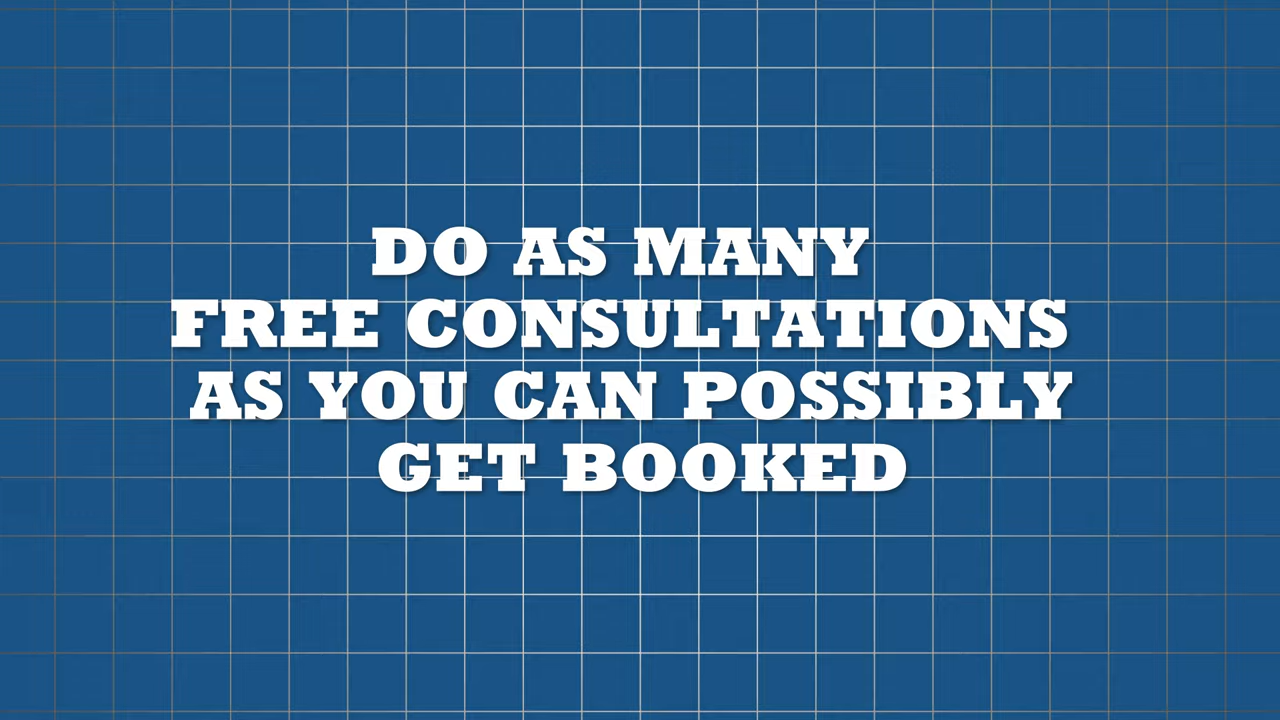 DO AS MANY
FREE CONSULTATIONS
AS YOU CAN POSSIBLY
GET BOOKED